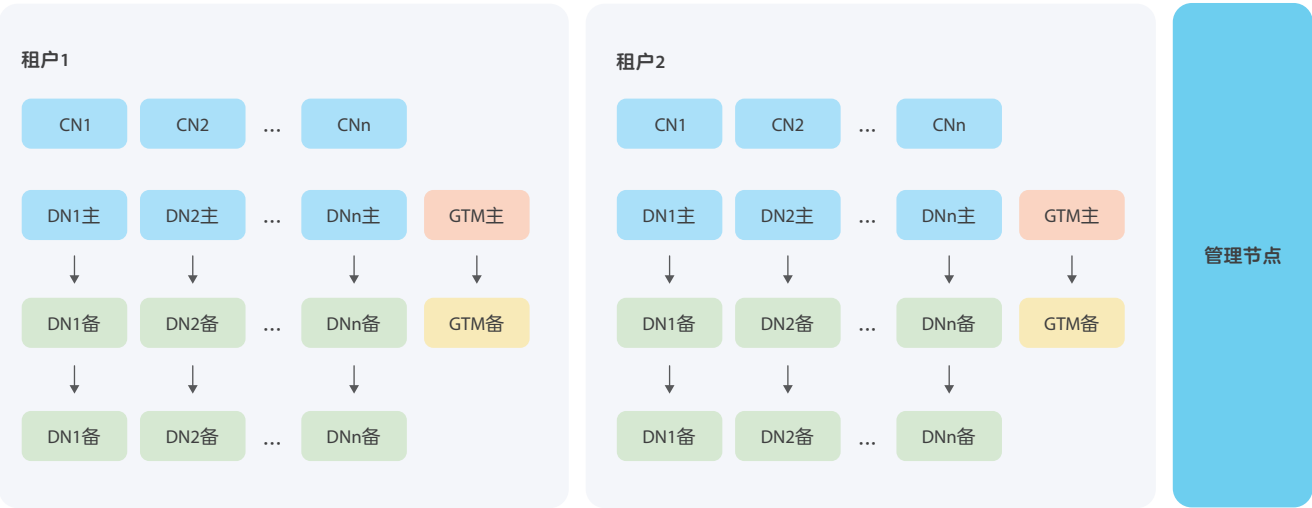 租户1
CN1 CN2 ... CNn
DN1主 DN2主 ... DNn主 GTM主
DN1备 DN2备 ... DNn备 GTM备
DN1备 DN2备 ... DNn备
租户2
CN1 CN2 ... CNn
DN1主 DN2主 ... DNn主 GTM主
DN1备 DN2备 ... DNn备 GTM备
DN1备 DN2备 ... DNn备
管理节点